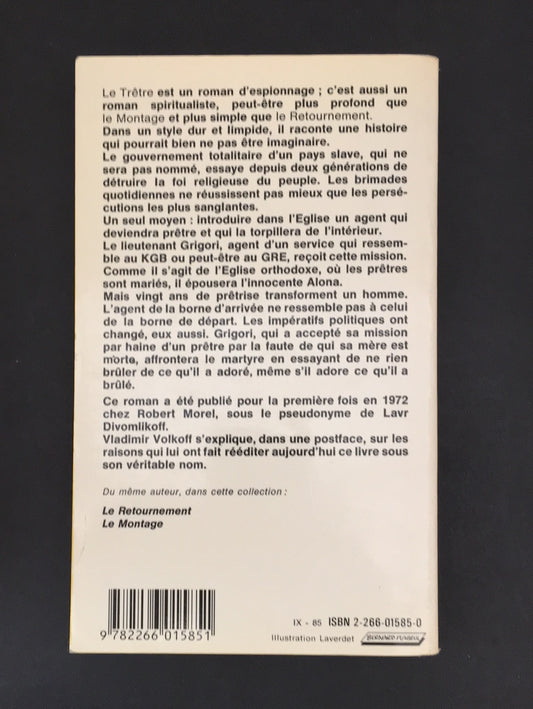 Le Trêtre est un roman d'espionnage ; c'est aussi un
roman spiritualiste, peut-être plus profond que
le Montage et plus simple que le Retournement.
Dans un style dur et limpide, il raconte une histoire
qui pourrait bien ne pas être imaginaire.
Le gouvernement totalitaire d'un pays slave, qui ne
sera pas nommé, essaye depuis deux générations de
détruire la foi religieuse du peuple. Les brimades
quotidiennes ne réussissent pas mieux que les persé-
cutions les plus sanglantes.
Un seul moyen : introduire dans l'Eglise un agent qui
deviendra prêtre et qui la torpillera de l'intérieur.
Le lieutenant Grigori, agent d'un service qui ressem-
ble au KGB ou peut-être au GRE, reçoit cette mission.
Comme il s'agit de l'Eglise orthodoxe, où les prêtres
sont mariés, il épousera l'innocente Alona.
Mais vingt ans de prêtrise transforment un homme.
L'agent de la borne d'arrivée ne ressemble pas à celui
de la borne de départ. Les impératifs politiques ont
changé, eux aussi. Grigori, qui a accepté sa mission
par haine d'un prêtre par la faute de qui sa mère est
morte, affrontera le martyre en essayant de ne rien
brûler de ce qu'il a adoré, même s'il adore ce qu'il a
brûlé.
Ce roman a été publié pour la première fois en 1972
chez Robert Morel, sous le pseudonyme de Lavr
Divomlikoff.
Vladimir Volkoff s'explique, dans une postface, sur les
raisons qui lui ont fait rééditer aujourd'hui ce livre sous
son véritable nom.
Du même auteur, dans cette collection :
Le Retournement
Le Montage
9 782266 015851
IX - 85 ISBN 2-266-01585-0
Illustration Laverdet